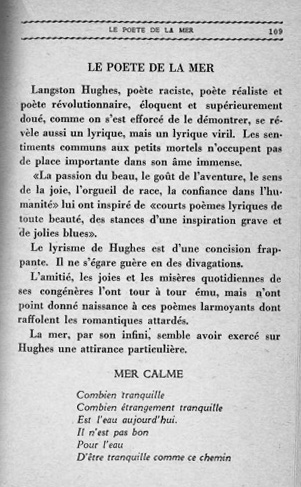 LE POETE DE LA MER 109
LE POETE DE LA MER
Langston Hughes, poète raciste, poète réaliste et
poète révolutionnaire, éloquent et supérieurement
doué, comme on s'est efforcé de le démontrer, se ré-
vèle aussi un lyrique, mais un lyrique viril. Les sen-
timents communs aux petits mortels n'occupent pas
de place importante dans son âme immense.
«La passion du beau, le goût de l'aventure, le sens
de la joie, l'orgueil de race, la confiance dans l'hu-
manité» lui ont inspiré de «courts poèmes lyriques de
toute beauté, des stances d'une inspiration grave et
de jolies blues».
Le lyrisme de Hughes est d'une concision frap-
pante. Il ne s'égare guère en des divagations.
L'amitié, les joies et les misères quotidiennes de
ses congénères l'ont tour à tour ému, mais n'ont
point donné naissance à ces poèmes larmoyants dont
raffolent les romantiques attardés.
La mer, par son infini, semble avoir exercé sur
Hughes une attirance particulière.
MER CALME
Combien tranquille
Combien étrangement tranquille
Est l'eau aujourd'hui.
Il n'est pas bon
Pour l'eau
D'être tranquille comme ce chemin